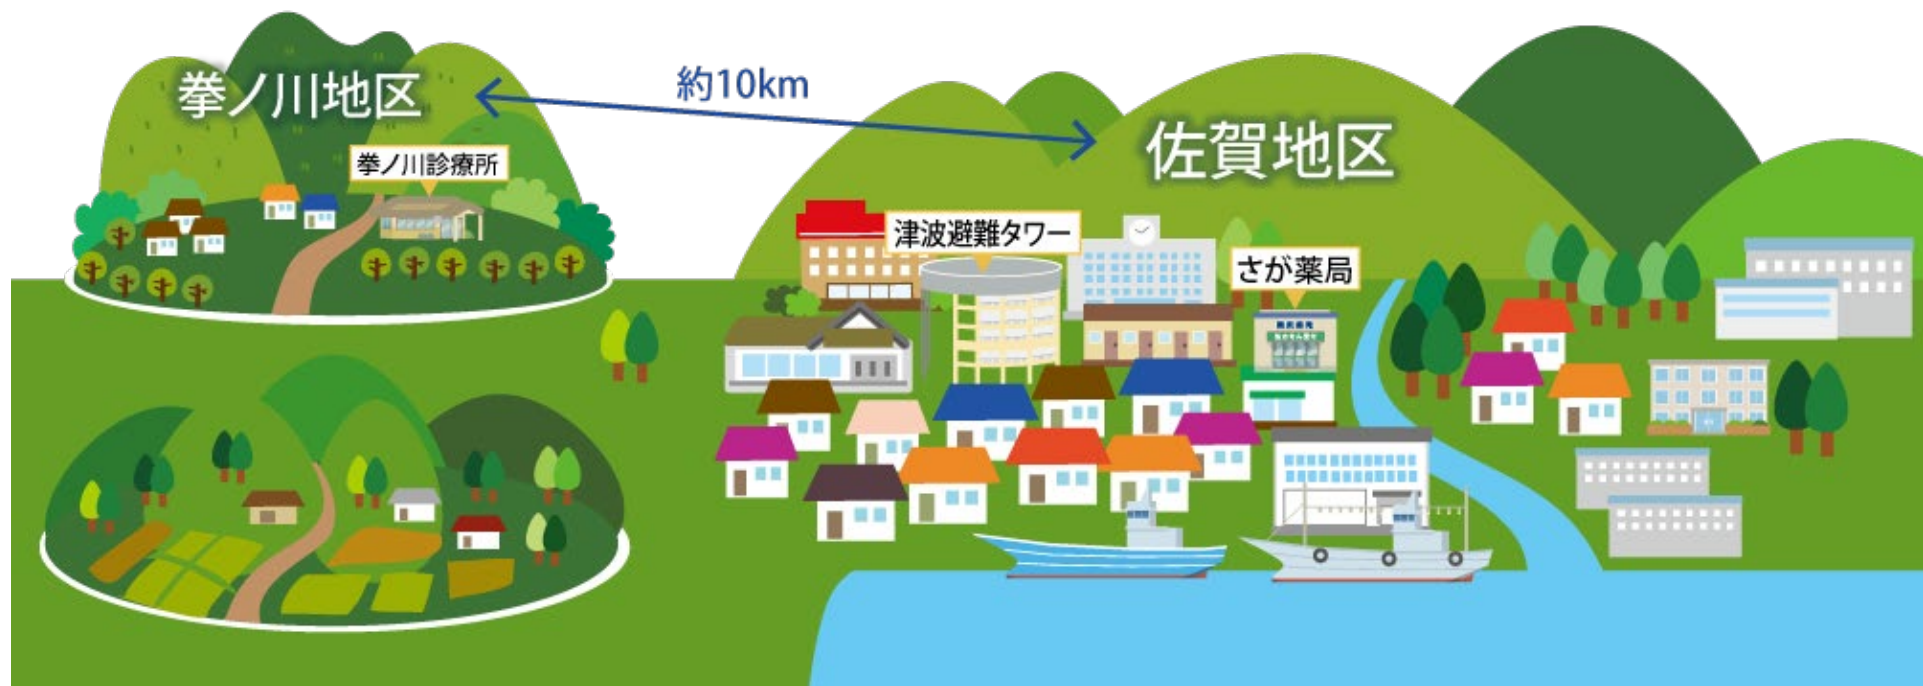 拳ノ川地区
約10km
佐賀地区
拳ノ川診療所
津波避難タワー
さが薬局